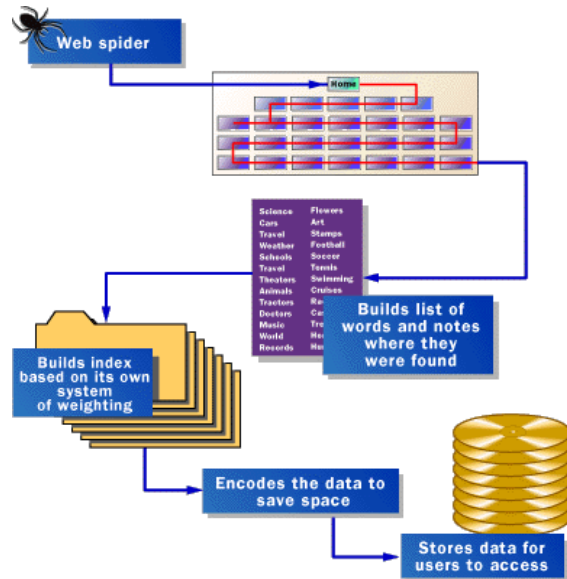 Web spider
Home
Science Flowers
Cars Art
Travel Stamps
Weather Football
Schools Soccer
Travel Tennis
Theaters Swimming
Animals Cruises
Tractors
Doctors
Music
World
Records
Builds list of
words and notes
where they
were found
Builds index
based on its own
system
of weighting
Encodes the data to
save space
Stores data for
users to access